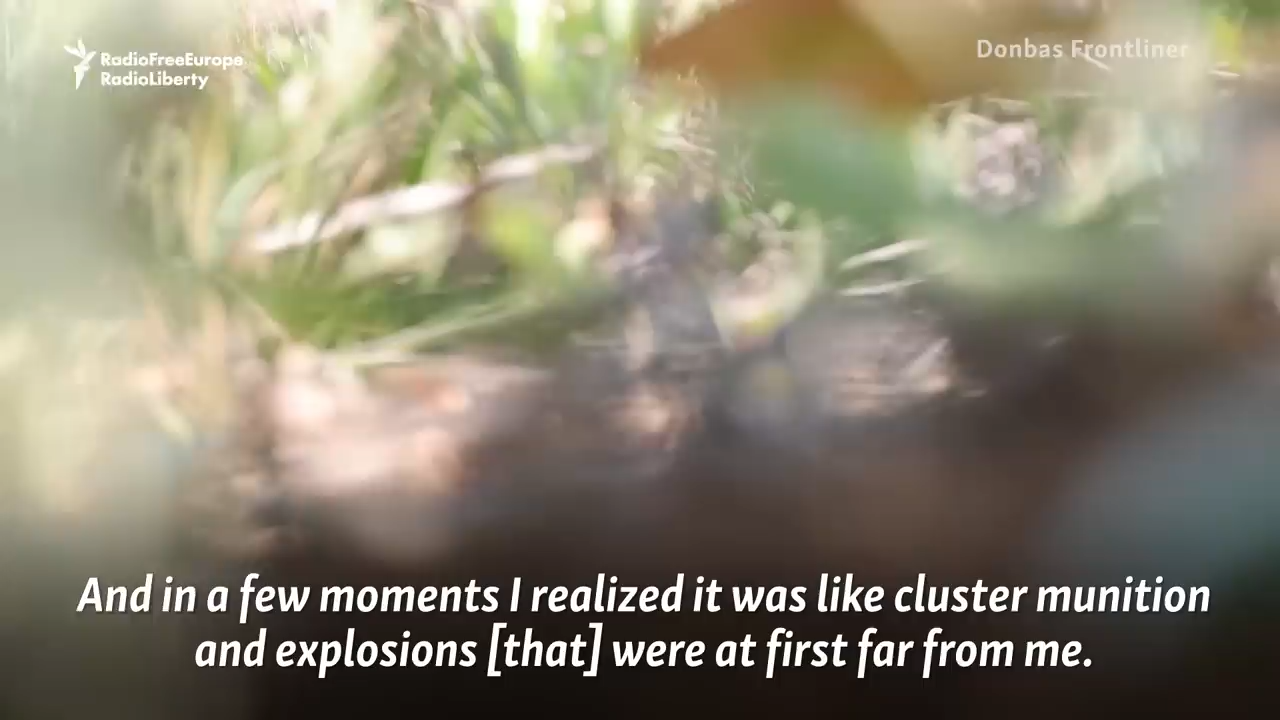 RadioFreeEurope
RadioLiberty
Donbas Frontliner
And in a few moments I realized it was like cluster munition
and explosions [that] were at first far from me.